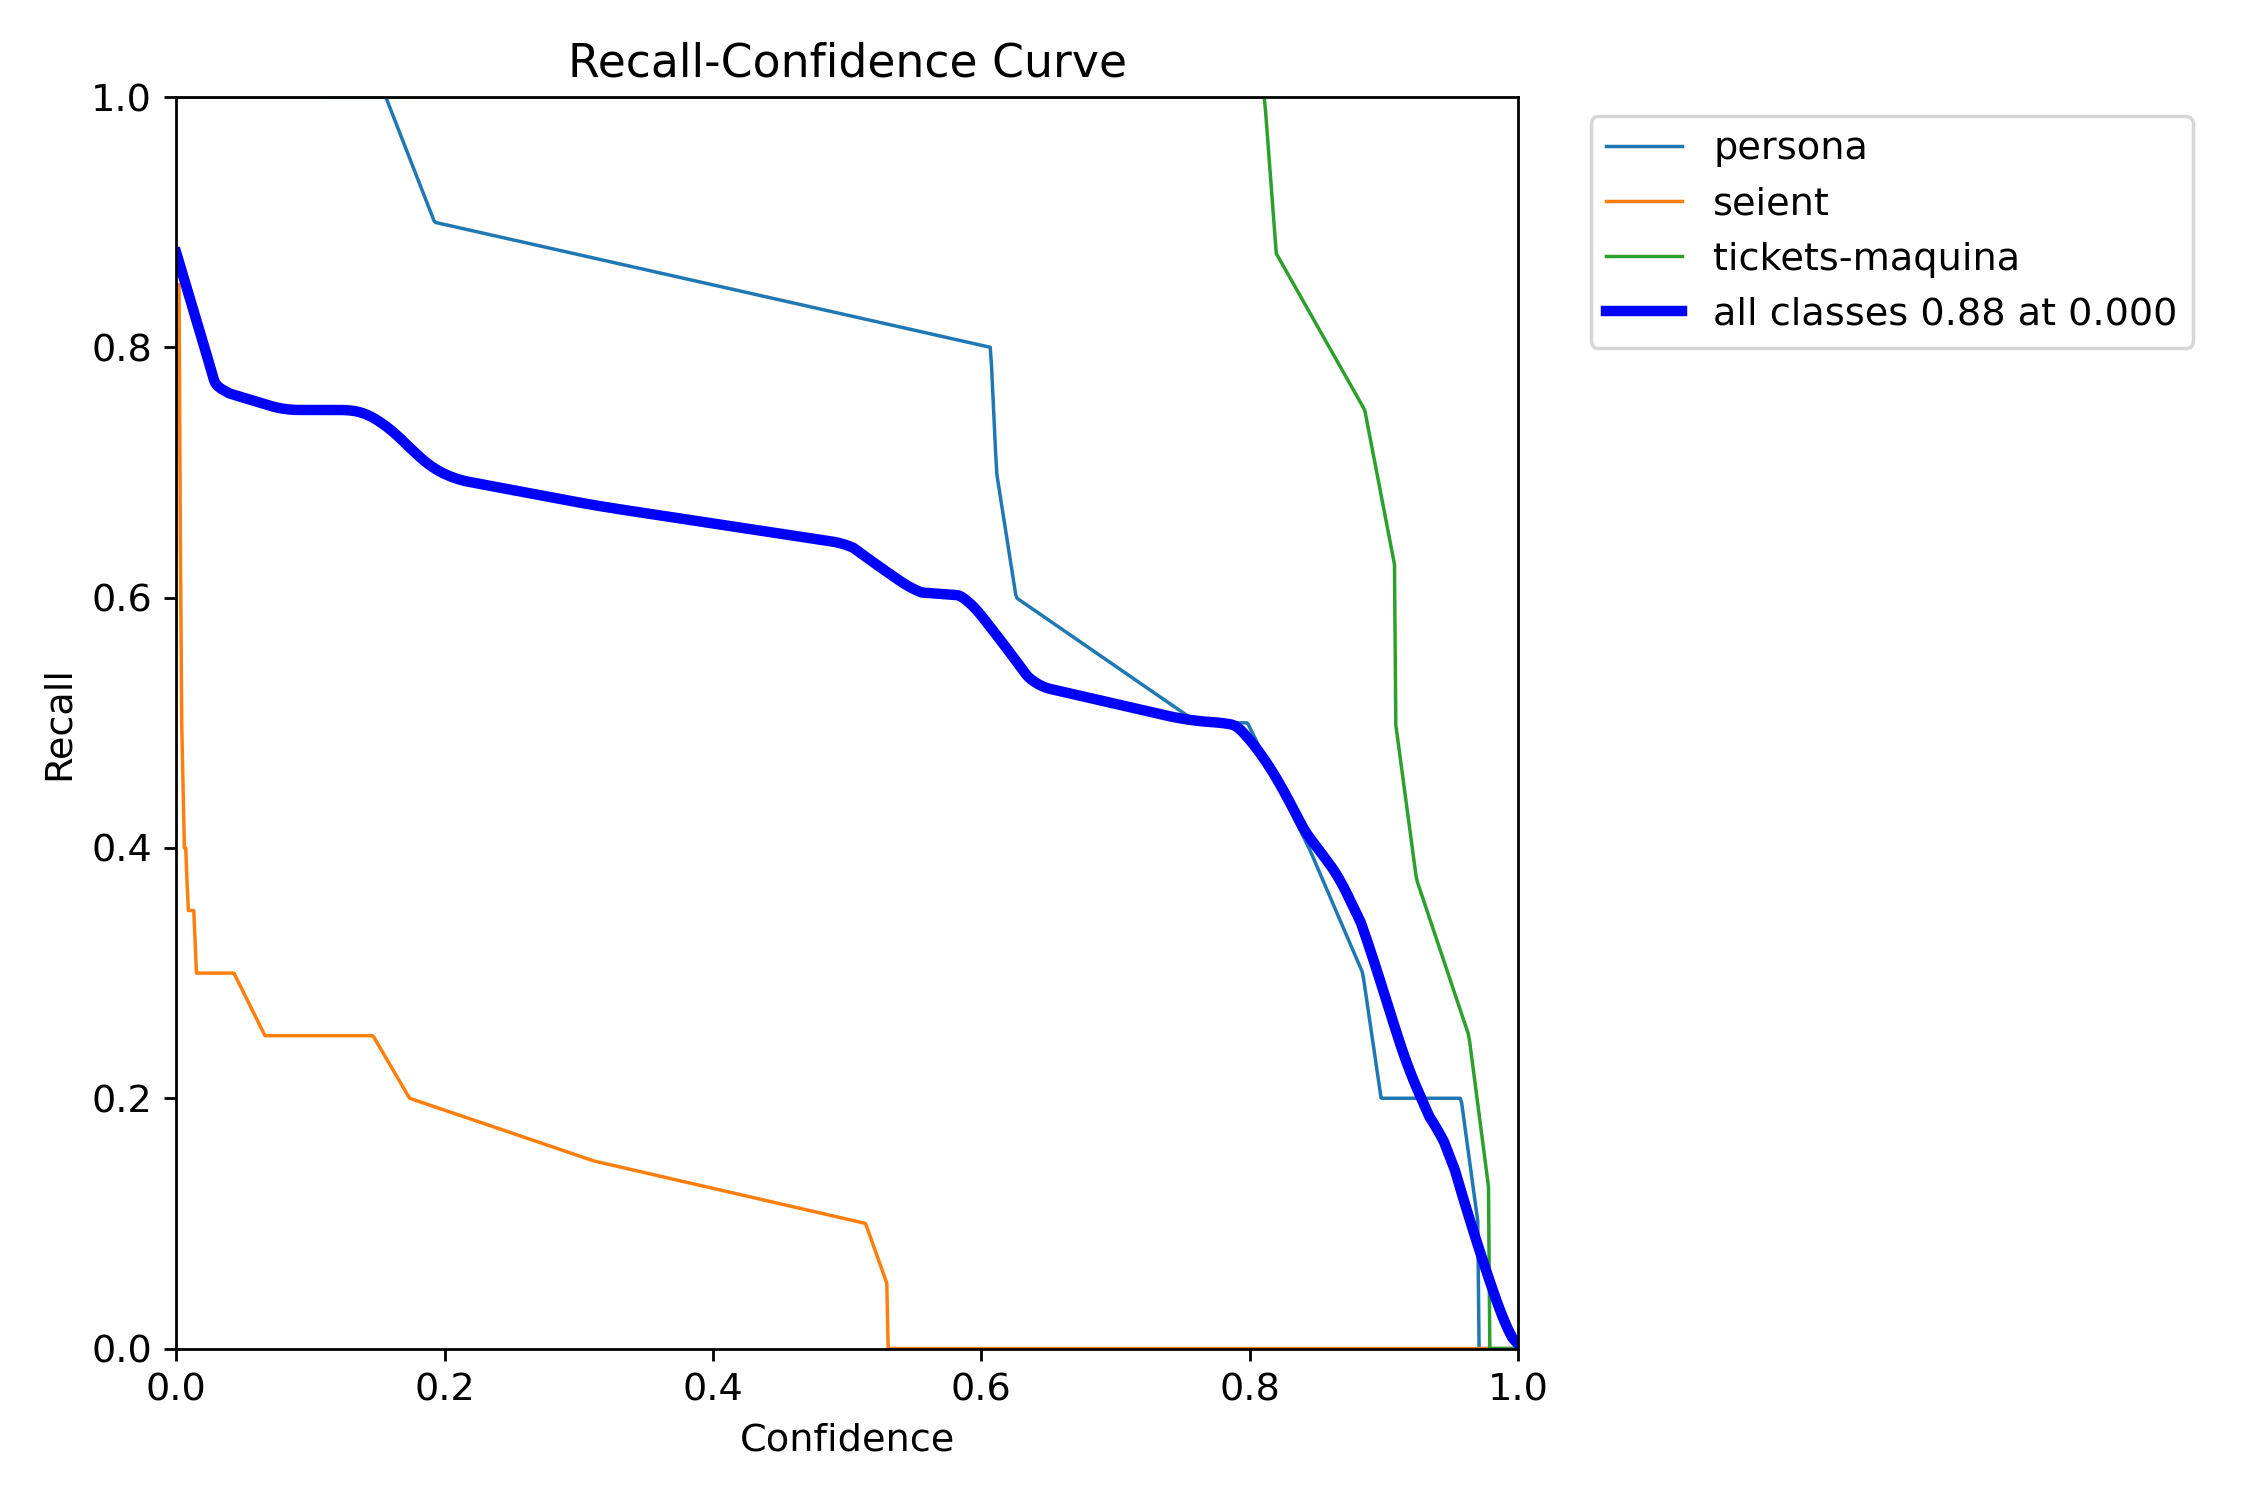 Recall-Confidence Curve
1.0
0.8
0.6
0.4
0.2
0.0
Recall
0.0 0.2 0.4 0.6 0.8 1.0
Confidence
persona
seient
tickets-maquina
all classes 0.88 at 0.000